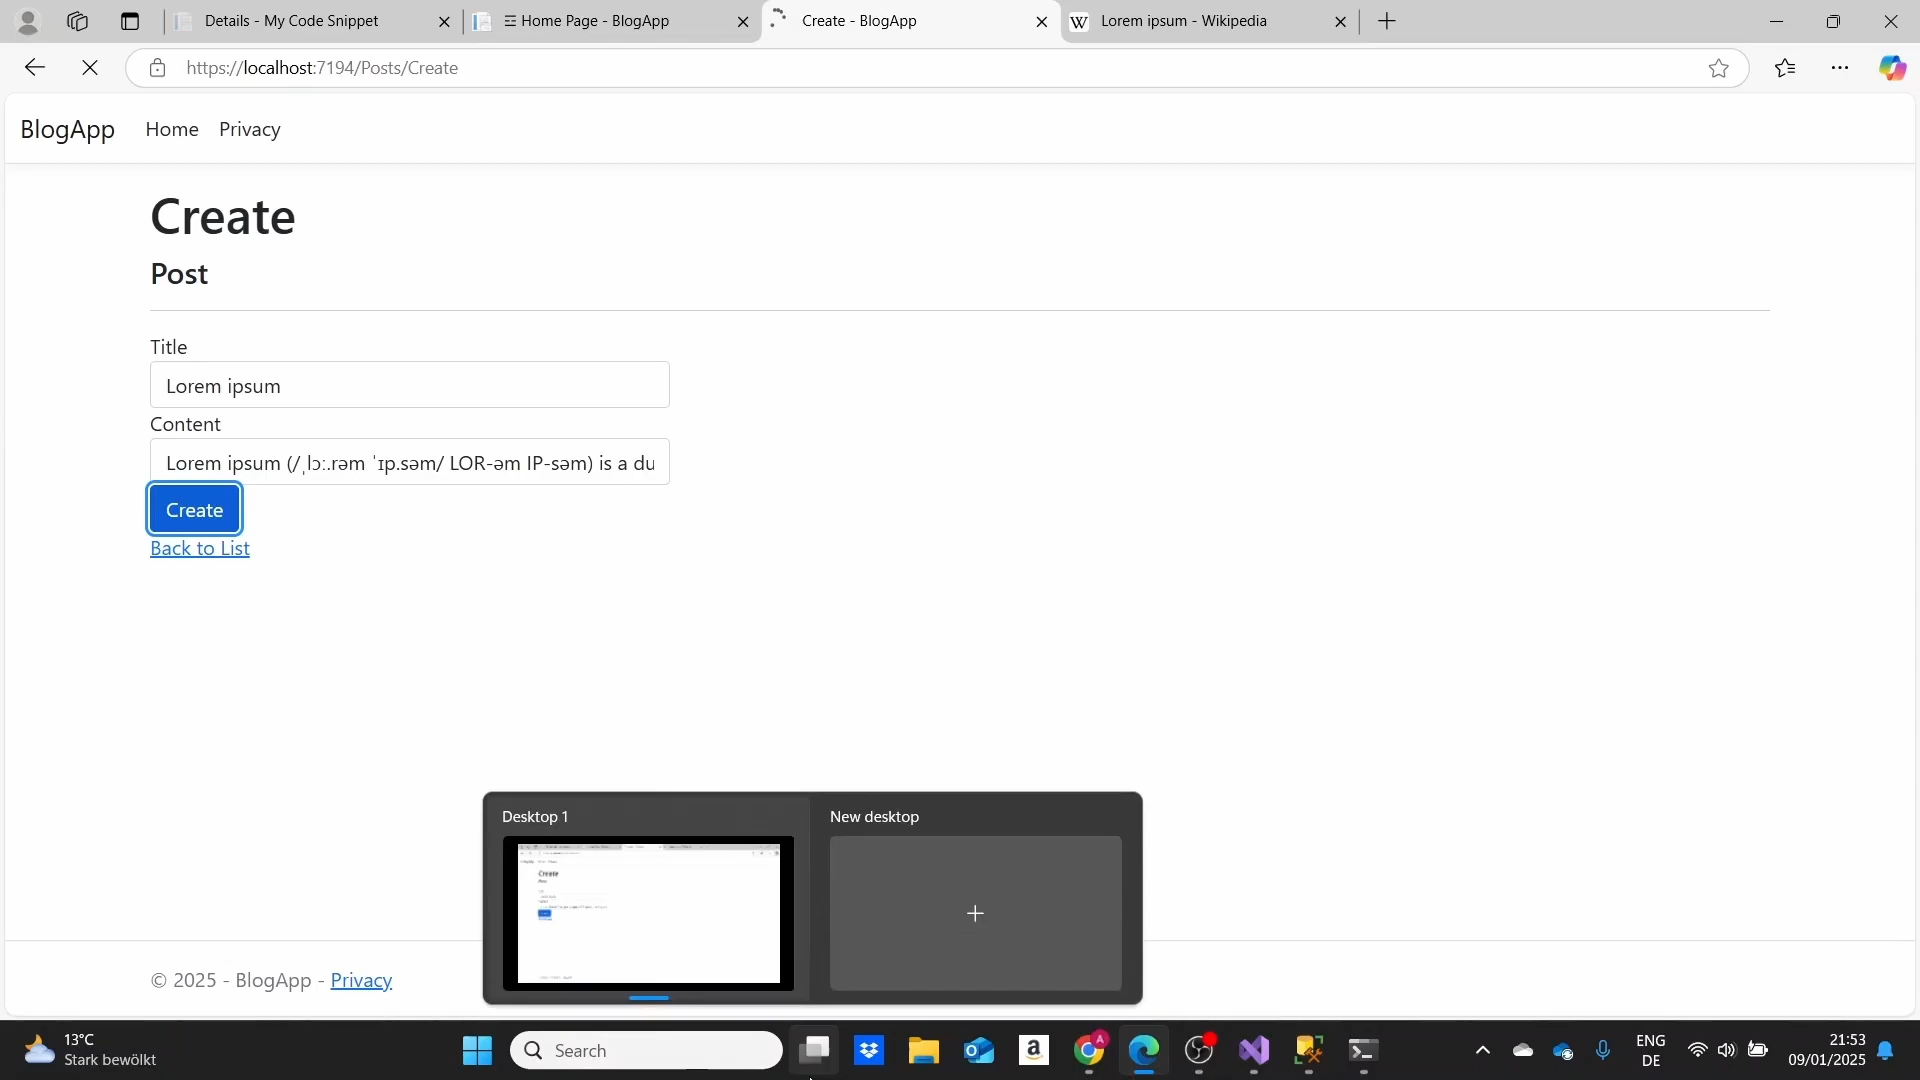 Details - My Code Snippet
Home Page - BlogApp
Create - BlogApp
W Lorem ipsum - Wikipedia
https://localhost:7194/Posts/Create
BlogApp Home Privacy
Create
Post
Title
Lorem ipsum
Content
Lorem ipsum (/ˌlɔː.rəm ˈɪp.səm/ LOR-əm IP-səm) is a du
Create
Back to List
Desktop 1
New desktop
Create
© 2025 - BlogApp - Privacy
13°C
Stark bewölkt
Search
a
A
ENG
DE
21:53
09/01/2025